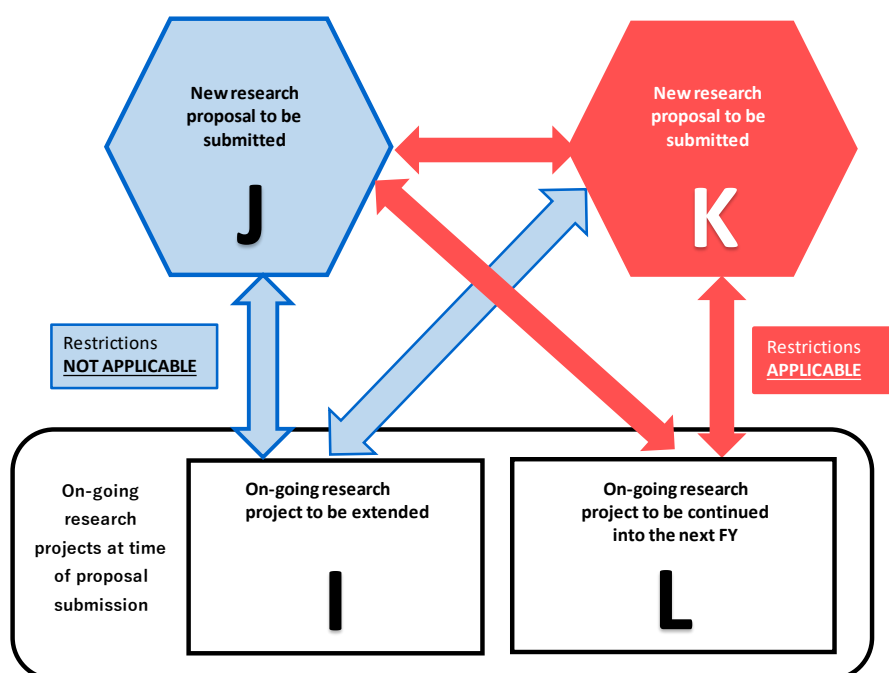 New research
proposal to be
submitted
J
New research
proposal to be
submitted
K
Restrictions
NOT APPLICABLE
Restrictions
APPLICABLE
On-going
research
projects at time
of proposal
submission
On-going research
project to be extended
I
On-going research
project to be continued
into the next FY
L